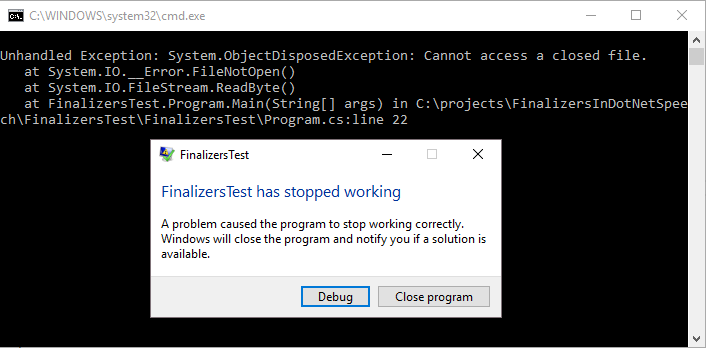 C:\WINDOWS\system32\cmd.exe
Unhandled Exception: System.ObjectDisposedException: Cannot access a closed file.
   at System.IO.__Error.FileNotOpen()
   at System.IO.FileStream.ReadByte()
   at FinalizersTest.Program.Main(String[] args) in C:\projects\FinalizersInDotNetSpee
ch\FinalizersTest\FinalizersTest\Program.cs:line 22
FinalizersTest
FinalizersTest has stopped working
A problem caused the program to stop working correctly.
Windows will close the program and notify you if a solution is
available.
Debug
Close program